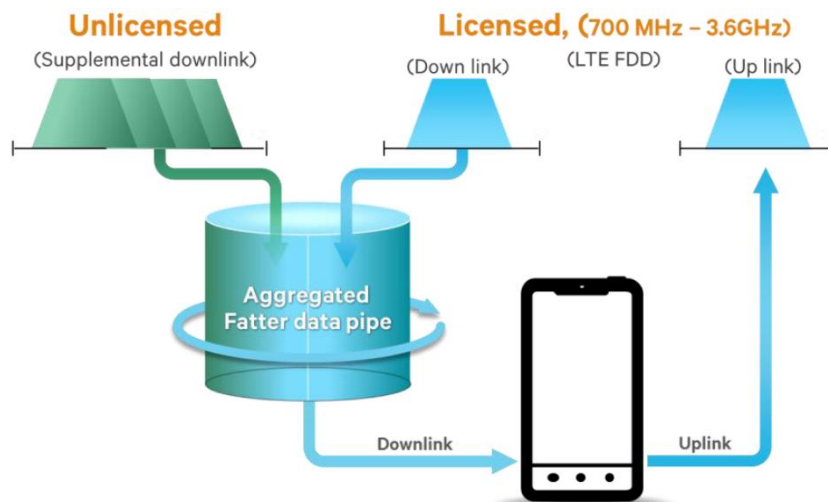 Unlicensed
(Supplemental downlink)
Licensed, (700 MHz – 3.6GHz)
(Down link)
(LTE FDD)
(Up link)
Aggregated
Fatter data pipe
Downlink
Uplink